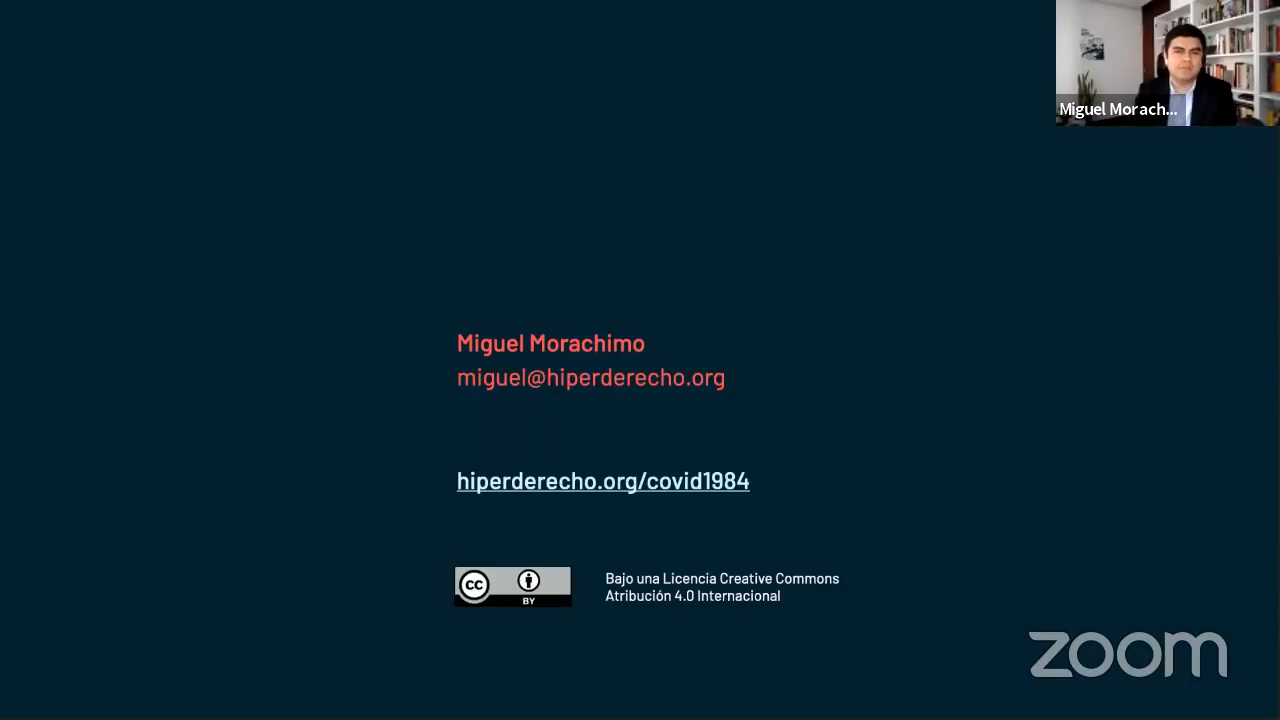 Miguel Morach...
Miguel Morachimo
miguel@hiperderecho.org
hiperderecho.org/covid1984
cc
BY
Bajo una Licencia Creative Commons
Atribución 4.0 Internacional
zoom